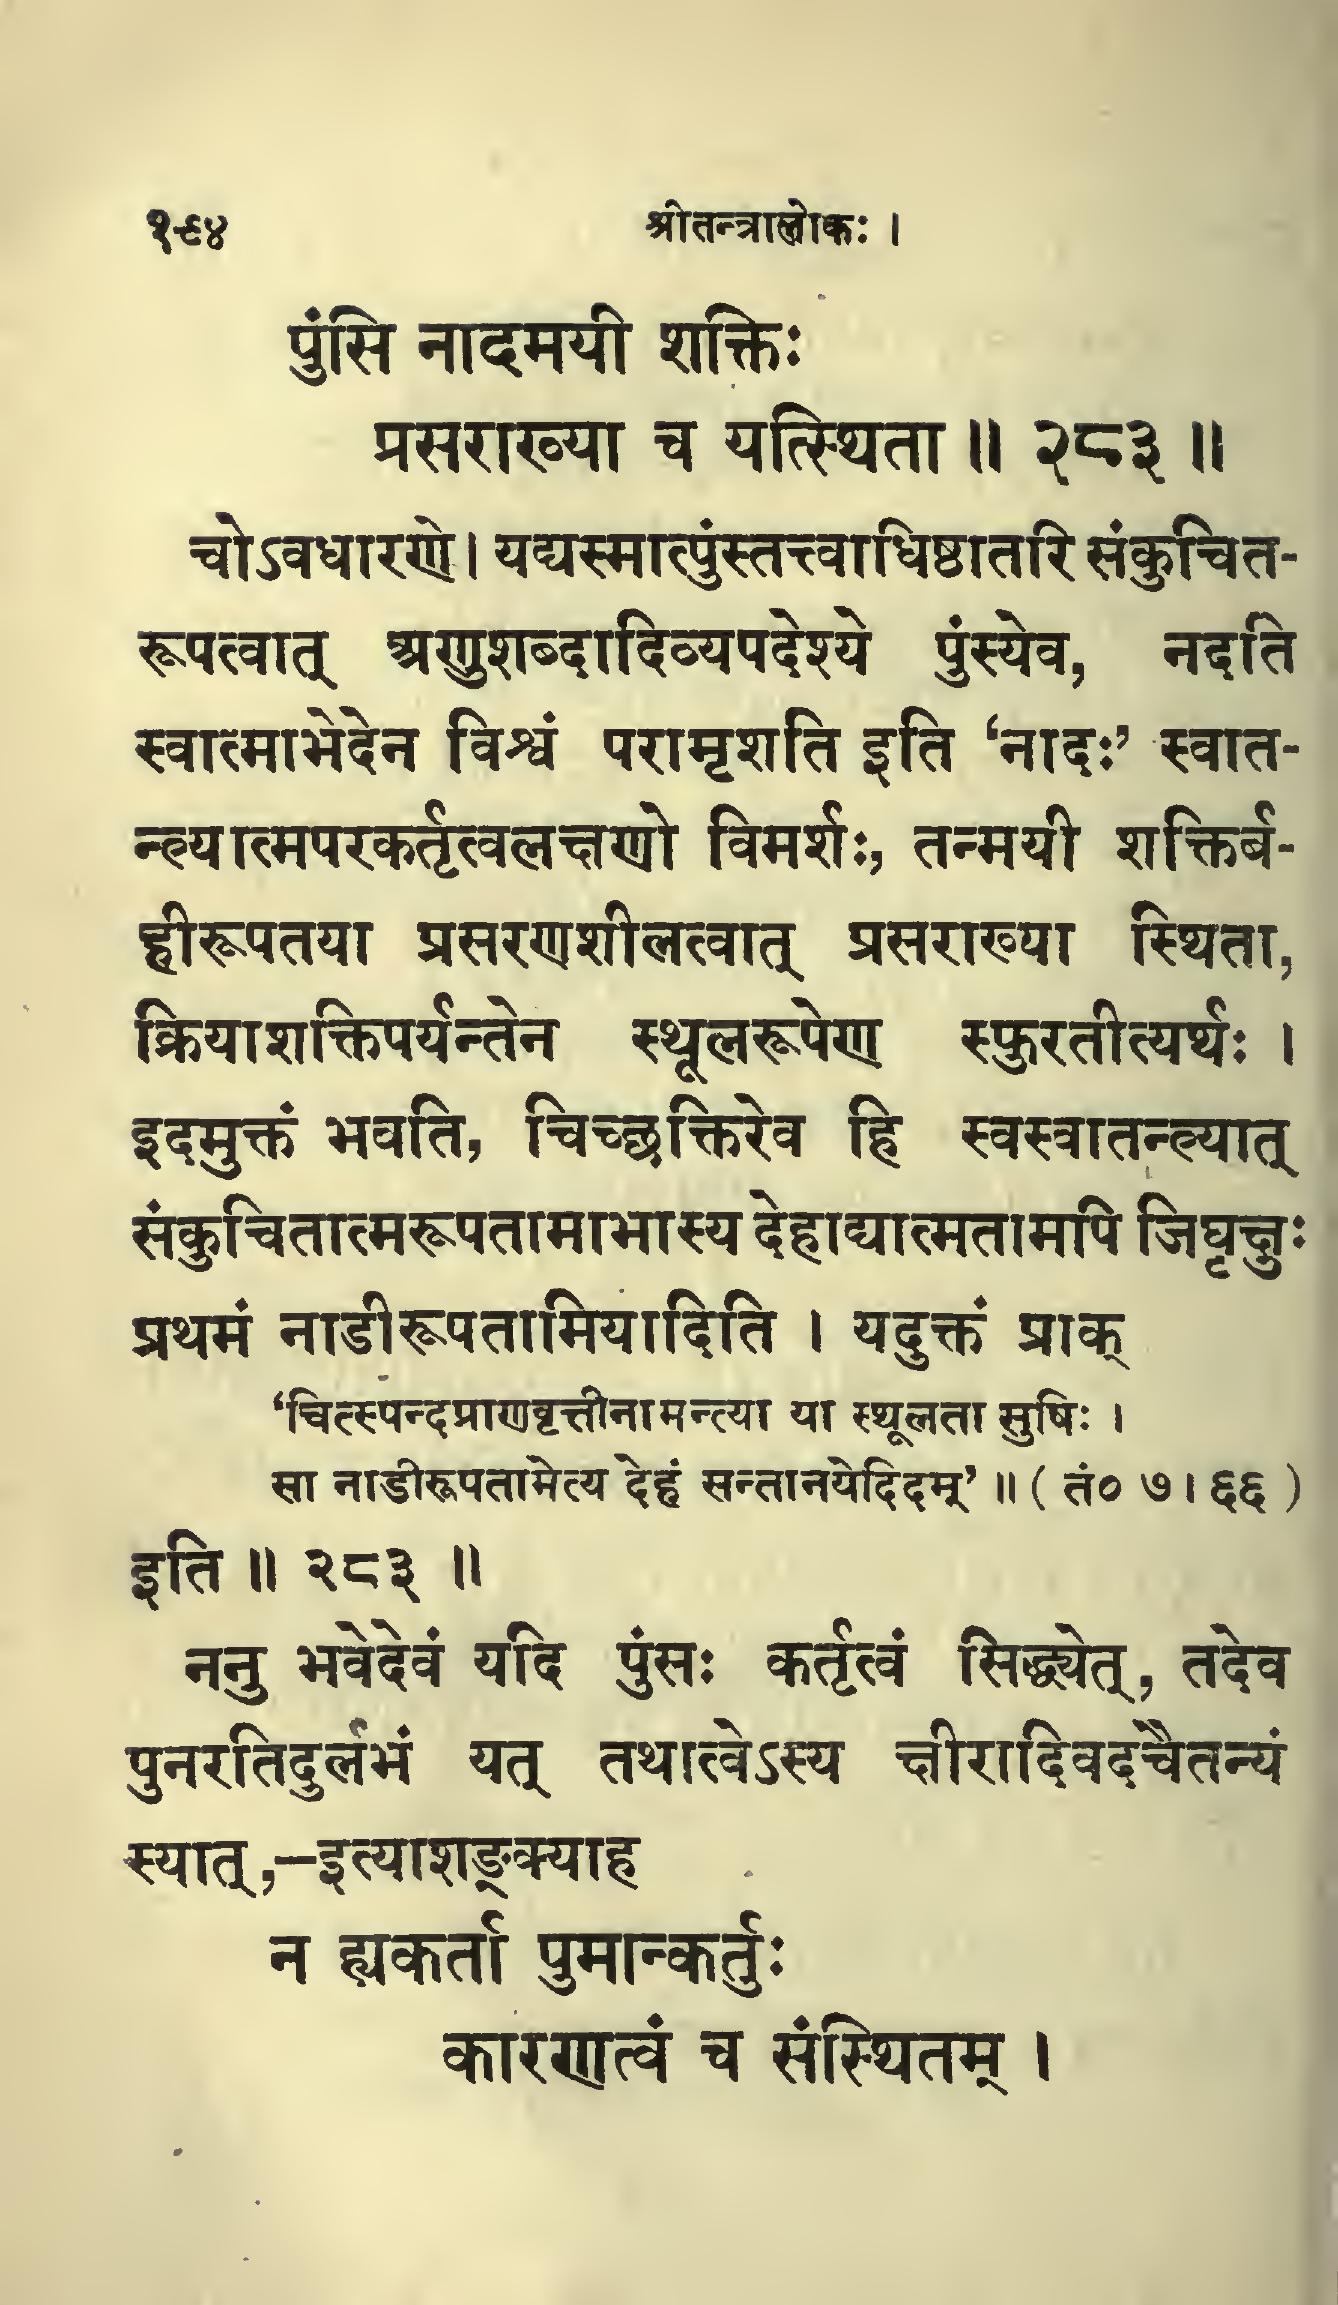 १९४ श्रीतन्त्रालोकः ।
पुंसि नादमयी शक्तिः
प्रसराख्या च यत्स्थिता ॥ २८३ ॥
चोऽवधारणे। यद्यस्मात्पुंस्तत्त्वाधिष्ठातरि संकुचित-
रूपत्वात् अणुशब्दादिव्यपदेश्ये पुंस्येव, नदति
स्वात्माभेदेन विश्वं परामृशति इति ‘नादः’ स्वात-
न्त्र्यात्मपरकर्तृत्वलक्षणो विमर्शः, तन्मयी शक्तिर्ब-
हीरूपतया प्रसरणशीलत्वात् प्रसराख्या स्थिता,
क्रियाशक्तिपर्यन्तेन स्थूलरूपेण स्फुरतीत्यर्थः ।
इदमुक्तं भवति, चिच्छक्तिरेव हि स्वस्वातन्त्र्यात्
संकुचितात्मरूपतामाभास्य देहाद्यात्मतामपि जिघृक्षुः
प्रथमं नाडीरूपतामियादिति । यदुक्तं प्राक्
‘चित्स्पन्दप्राणवृत्तीनामन्त्या या स्थूलता सुषिः ।
सा नाडीरूपतामेत्य देहं सन्तानयेदिदम्’ ॥ ( तं० ७।६६ )
इति ॥ २८३ ॥
ननु भवेदेवं यदि पुंसः कर्तृत्वं सिद्ध्येत्, तदेव
पुनरतिदुर्लभं यत् तथात्वेऽस्य क्षीरादिवदचैतन्यं
स्यात्,—इत्याशङ्क्याह
न ह्यकर्ता पुमान्कर्तुः
कारणत्वं च संस्थितम् ।